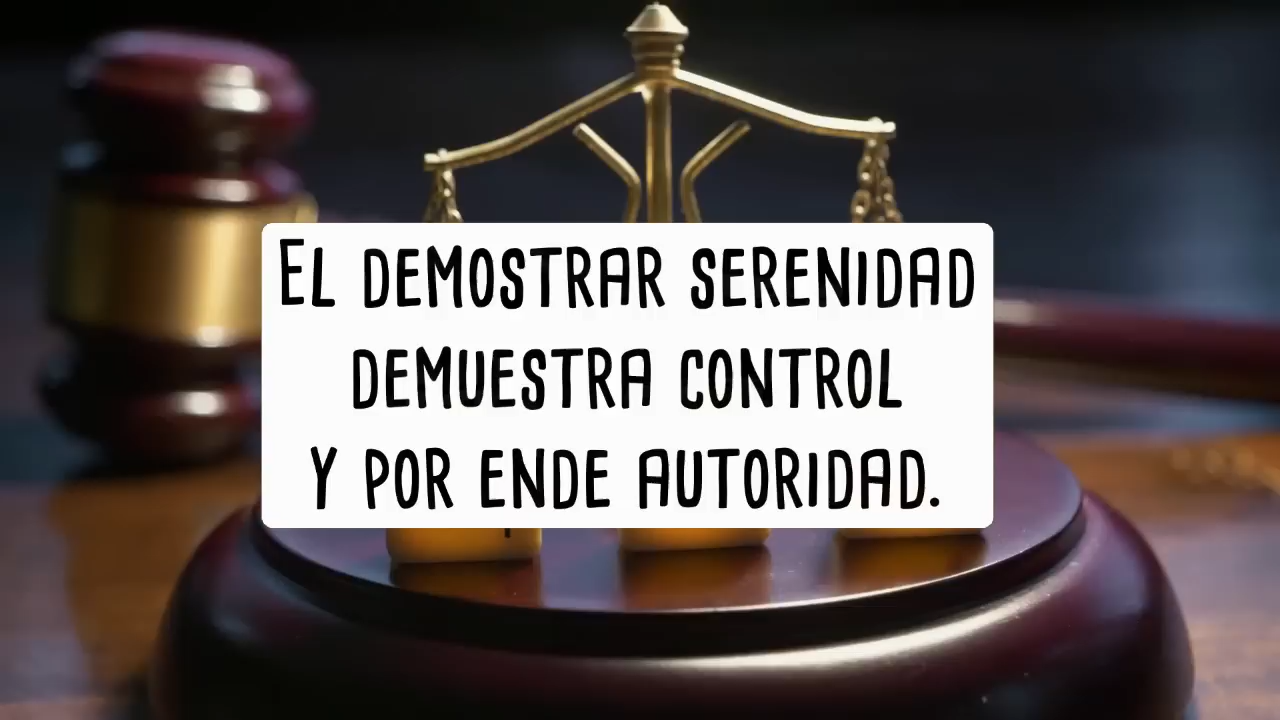 El demostrar serenidad
demuestra control
y por ende autoridad.